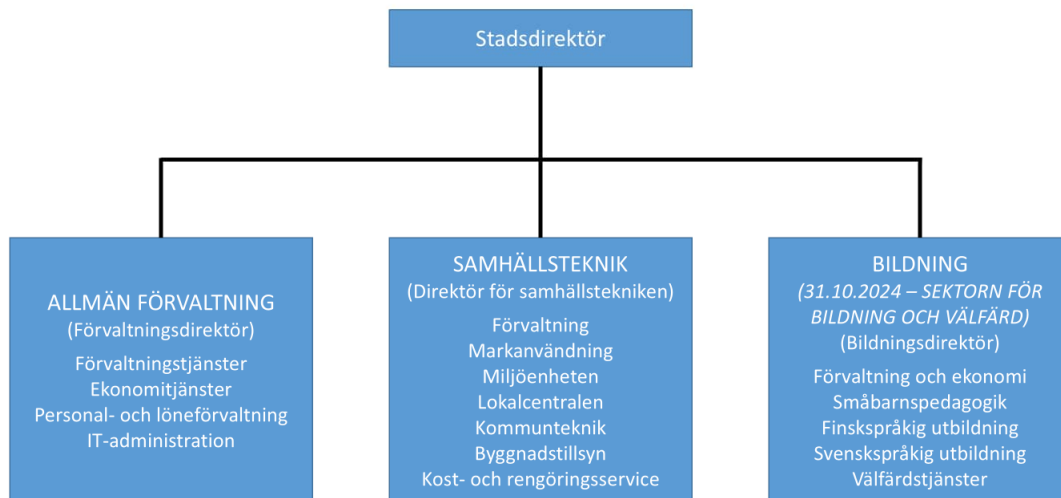 Stadsdirektör
ALLMÄN FÖRVALTNING
(Förvaltningsdirektör)
Förvaltningstjänster
Ekonomitjänster
Personal- och löneförvaltning
IT-administration
SAMHÄLLSTEKNIK
(Direktör för samhällstekniken)
Förvaltning
Markanvändning
Miljöenheten
Lokalcentralen
Kommunteknik
Byggnadstillsyn
Kost- och rengöringsservice
BILDNING
(31.10.2024 – SEKTORN FÖR
BILDNING OCH VÄLFÄRD)
(Bildningsdirektör)
Förvaltning och ekonomi
Småbarnspedagogik
Finskspråkig utbildning
Svenskspråkig utbildning
Välfärdstjänster